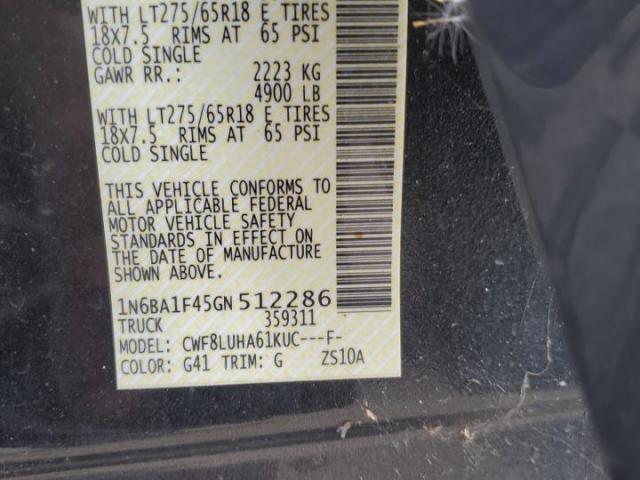 WITH LT275/65R18 E TIRES
18X7.5 RIMS AT 65 PSI
COLD SINGLE
GAWR RR.: 2223 KG
4900 LB
WITH LT275/65R18 E TIRES
18X7.5 RIMS AT 65 PSI
COLD SINGLE
THIS VEHICLE CONFORMS TO
ALL APPLICABLE FEDERAL
MOTOR VEHICLE SAFETY
STANDARDS IN EFFECT ON
THE DATE OF MANUFACTURE
SHOWN ABOVE.
1N6BA1F45GN512286
TRUCK 359311
MODEL: CWF8LUHA61KUC---F-
COLOR: G41 TRIM: G ZS10A